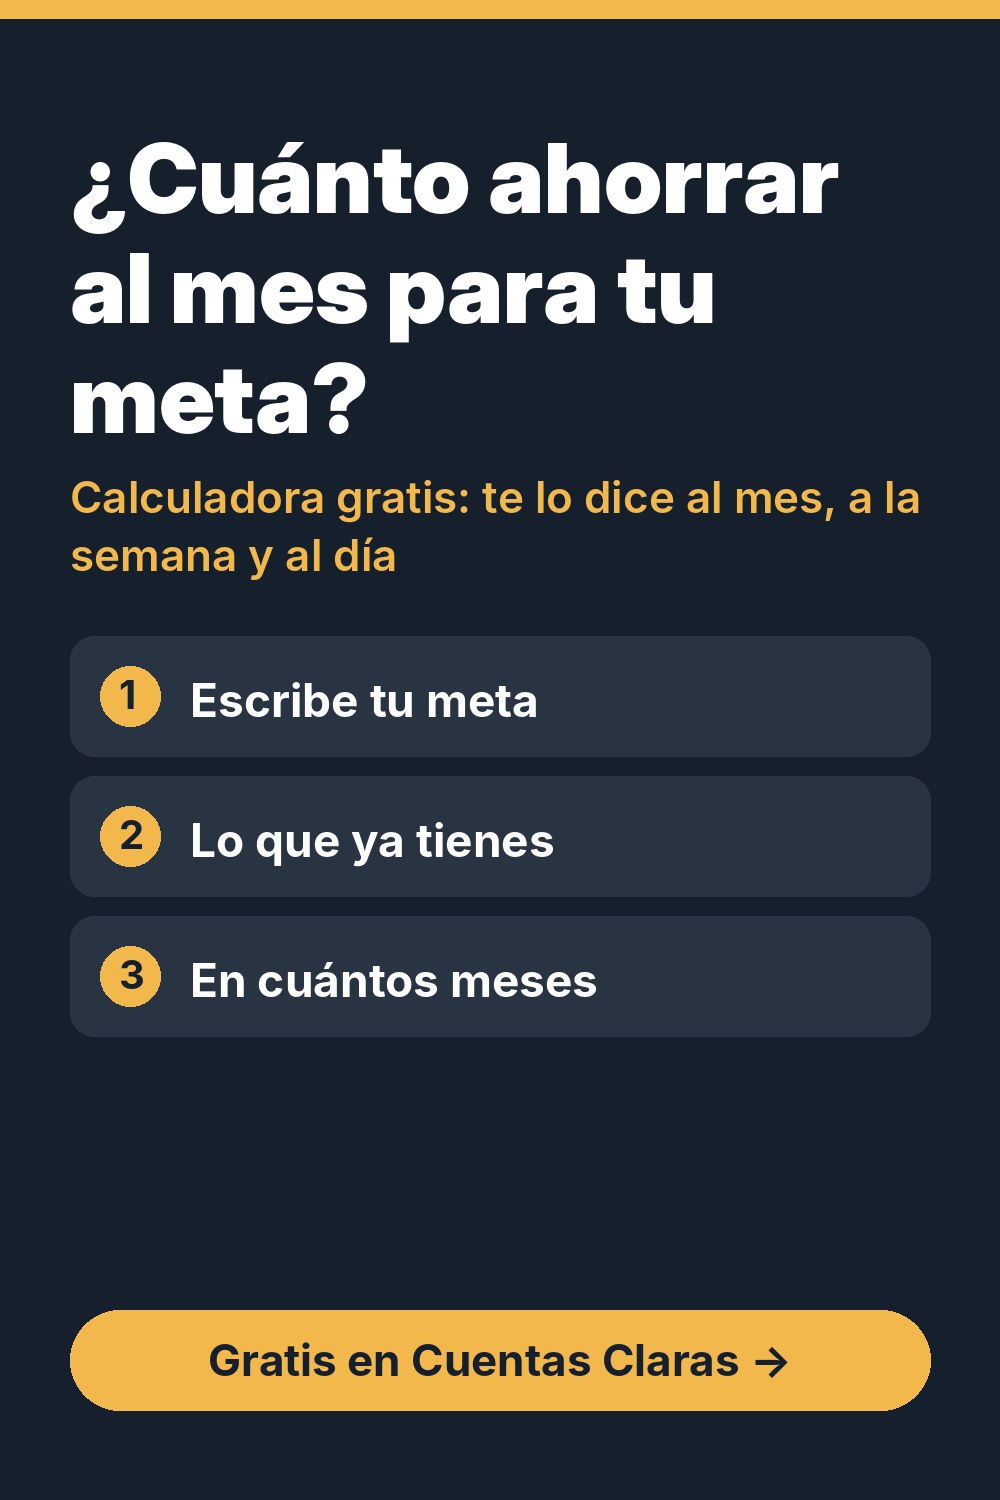 ¿Cuánto ahorrar
al mes para tu
meta?
Calculadora gratis: te lo dice al mes, a la
semana y al día
1 Escribe tu meta
2 Lo que ya tienes
3 En cuántos meses
Gratis en Cuentas Claras →